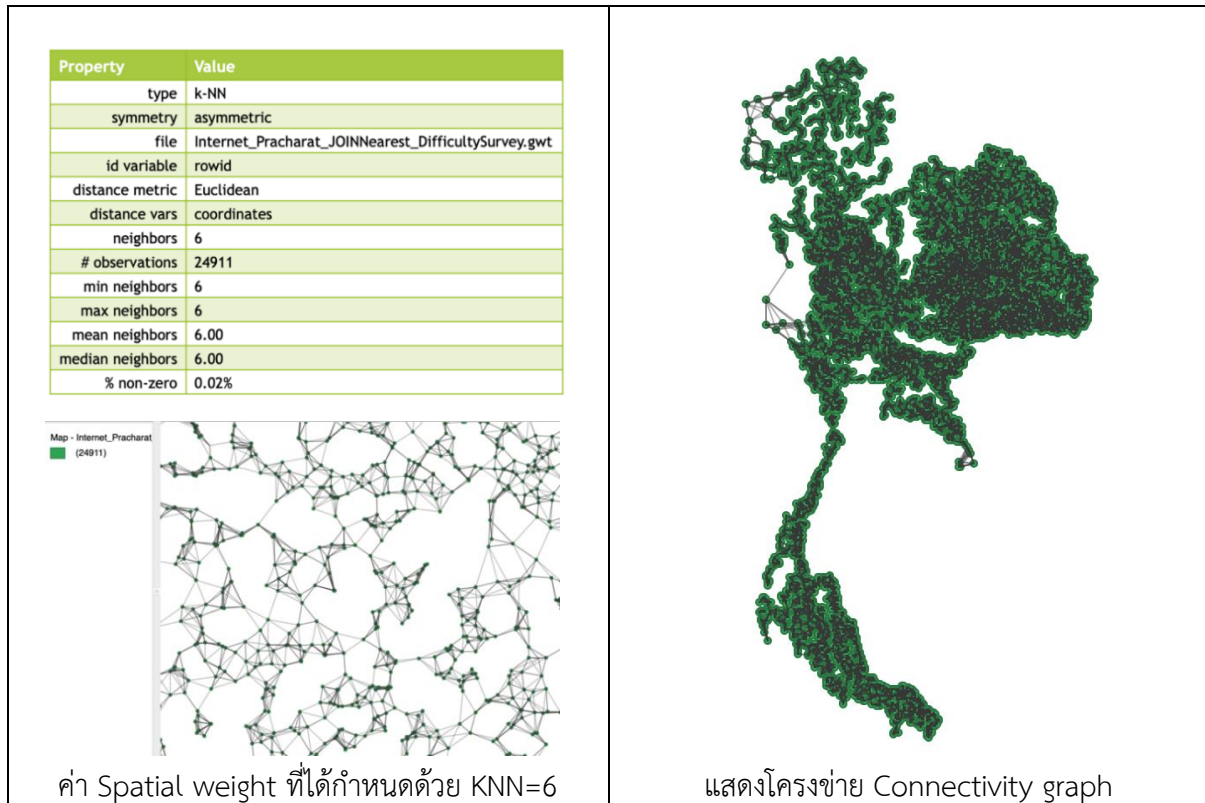 Property Value
type k-NN
symmetry asymmetric
file Internet_Pracharat_JOINNearest_DifficultySurvey.gwt
id variable rowid
distance metric Euclidean
distance vars coordinates
neighbors 6
# observations 24911
min neighbors 6
max neighbors 6
mean neighbors 6.00
median neighbors 6.00
% non-zero 0.02%
Map - Internet_Pracharat
(24911)
ค่า Spatial weight ที่ได้กำหนดด้วย KNN=6
แสดงโครงข่าย Connectivity graph